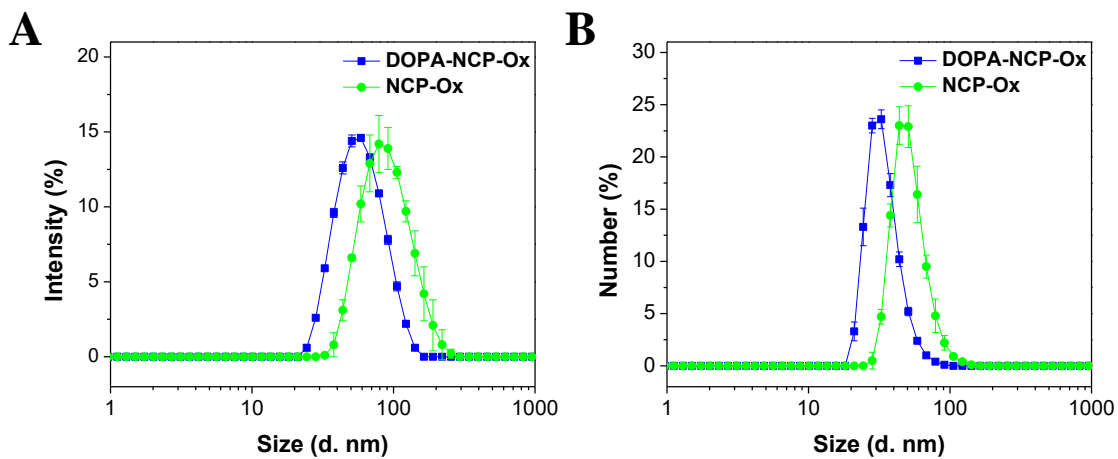 A
Intensity (%)
20
15
10
5
0
DOPA-NCP-Ox
NCP-Ox
1 10 100 1000
Size (d. nm)
B
Number (%)
30
25
20
15
10
5
0
DOPA-NCP-Ox
NCP-Ox
1 10 100 1000
Size (d. nm)